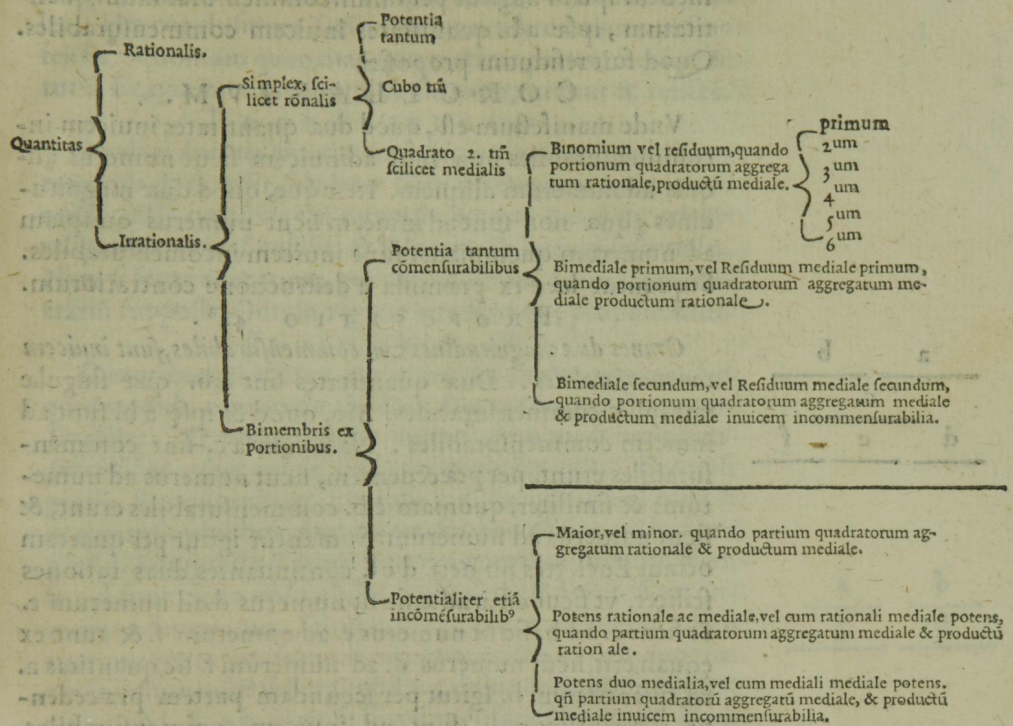 Quantitas
Rationalis.
Irrationalis.
Simplex, sci-
licet rōnalis
Potentia
tantum
Cubo tm̄
Quadrato 2. tm̄
scilicet medialis
Bimembris ex
portionibus.
Potentia tantum
cōmensurabilibus
Binomium vel residuum, quando
portionum quadratorum aggrega
tum rationale, productū mediale.
primum
2um
3um
4um
5um
6um
Bimediale primum, vel Residuum mediale primum,
quando portionum quadratorum aggregatum me-
diale productum rationale.
Bimediale secundum, vel Residuum mediale secundum,
quando portionum quadratorum aggregatum mediale
& productum mediale inuicem incommensurabilia.
Potentialiter etiā
incōmēsurabilibꝰ
Maior, vel minor. quando partium quadratorum ag-
gregatum rationale & productum mediale.
Potens rationale ac mediale, vel cum rationali mediale potens,
quando partium quadratorum aggregatum mediale & productū
ration ale.
Potens duo medialia, vel cum mediali mediale potens.
qn̄ partium quadratorū aggregatū mediale, & productū
mediale inuicem incommensurabilia.